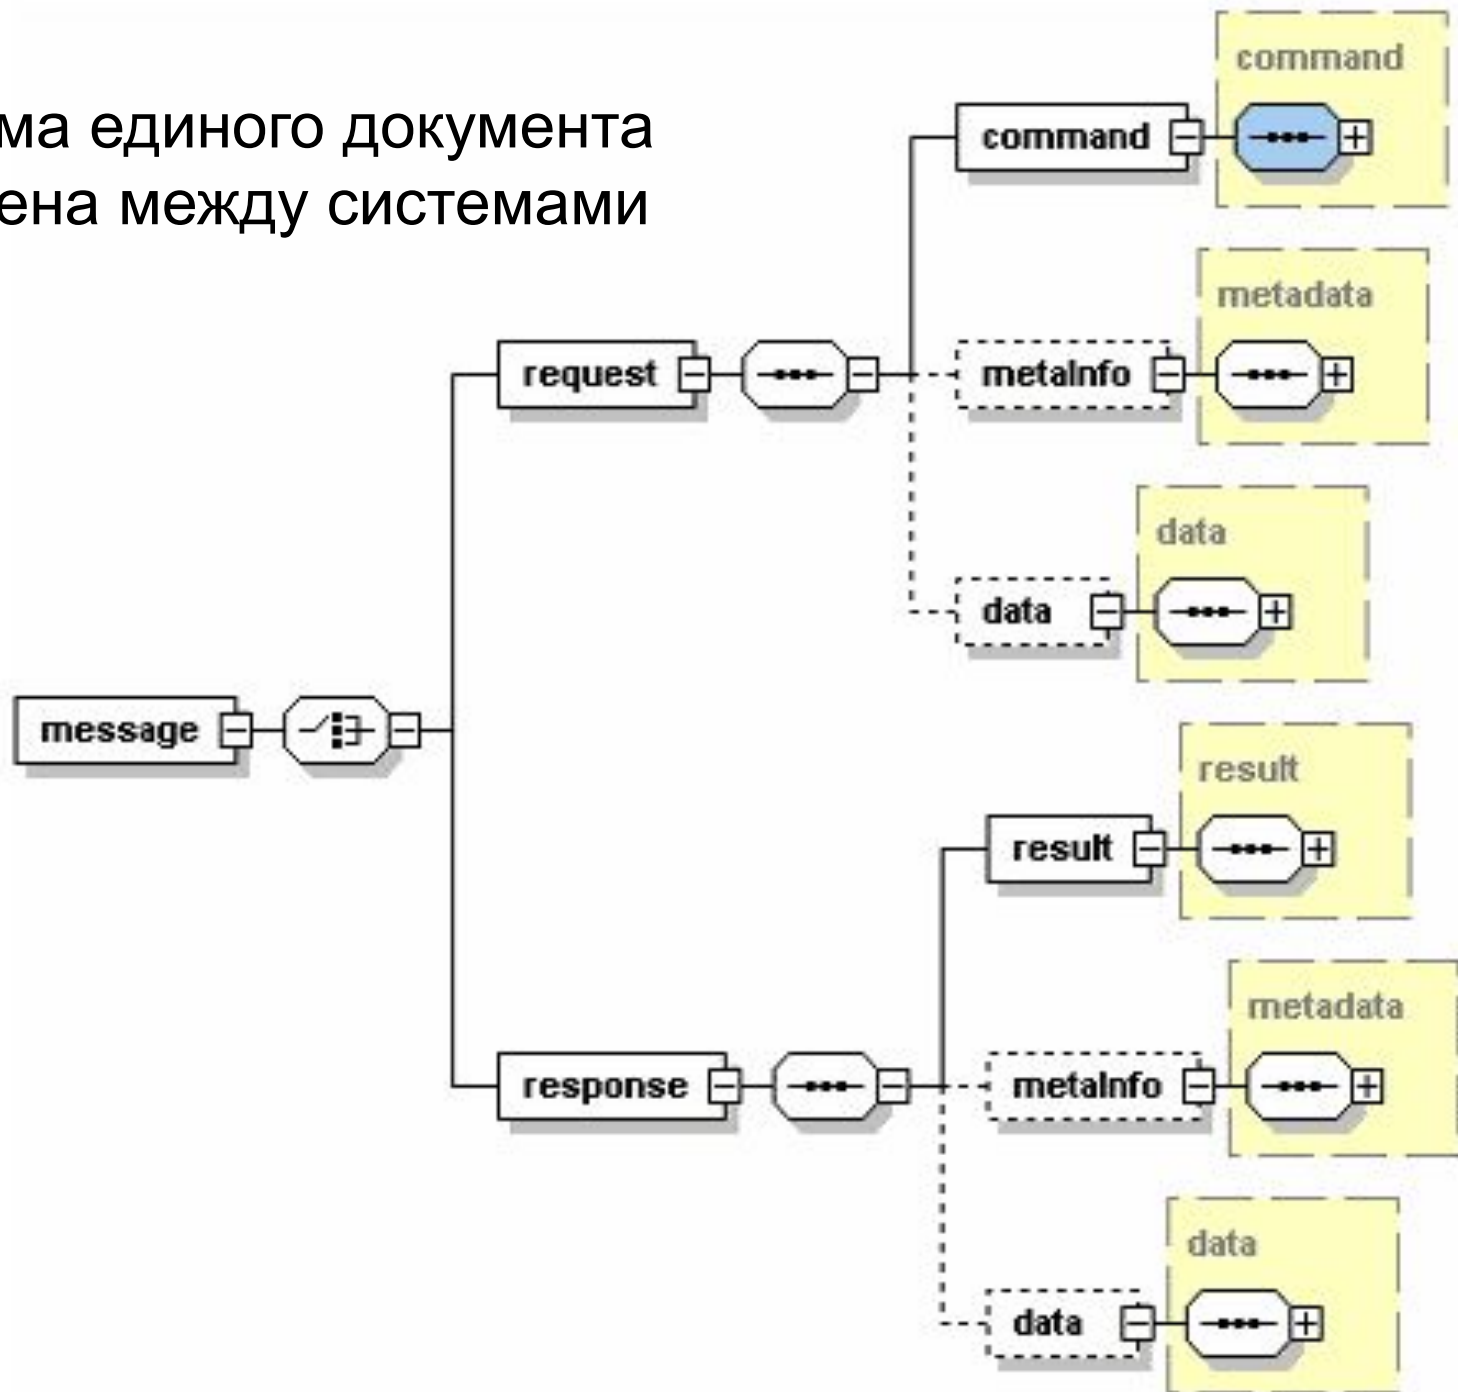 ма единого документа
ена между системами
command
command
metadata
request
metaInfo
data
data
message
result
result
metadata
response
metaInfo
data
data